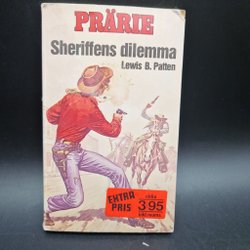 PRÄRIE
Sheriffens dilemma
Lewis B. Patten
EXTRA
PRIS
3:95